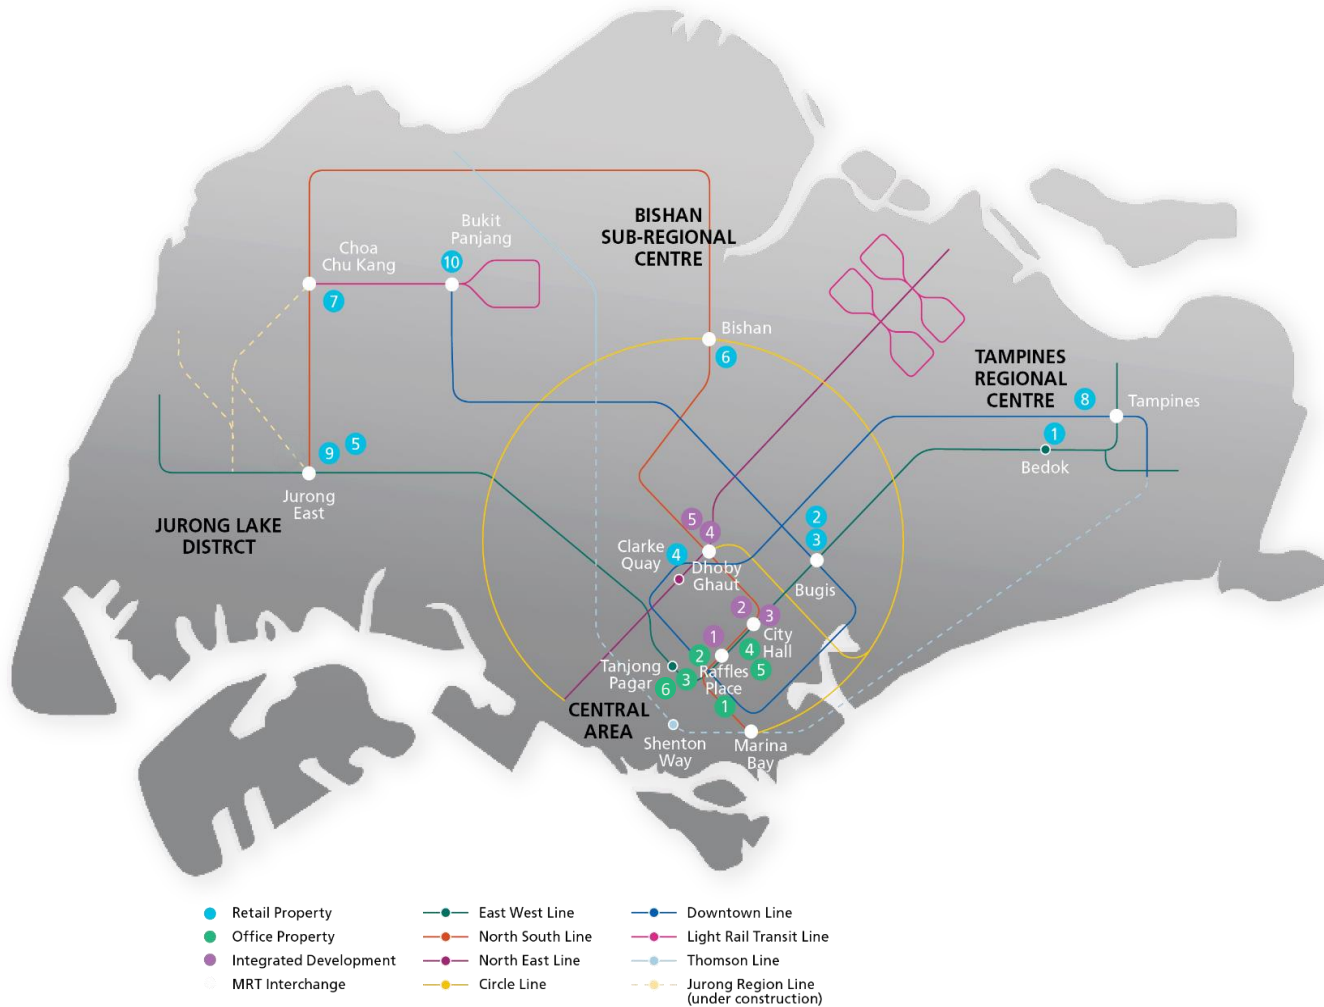 BISHAN
SUB-REGIONAL
CENTRE
Bukit
Panjang
10
Choa
Chu Kang
7
Bishan
6
TAMPINES
REGIONAL
CENTRE
8
Tampines
1
Bedok
9
5
Jurong
East
JURONG LAKE
DISTRCT
5
4
2
3
Clarke
Quay
4
Dhoby
Ghaut
Bugis
2
3
City
Hall
1
2
4
5
Tanjong
Pagar
3
6
Raffles
Place
1
CENTRAL
AREA
Shenton
Way
Marina
Bay
Retail Property
Office Property
Integrated Development
MRT Interchange
East West Line
North South Line
North East Line
Circle Line
Downtown Line
Light Rail Transit Line
Thomson Line
Jurong Region Line
(under construction)